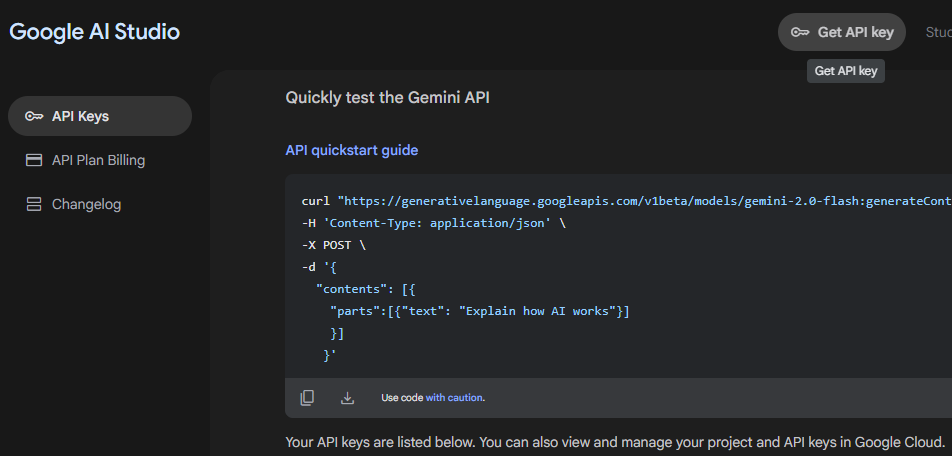 Google AI Studio
Get API key
Get API key
API Keys
API Plan Billing
Changelog
Quickly test the Gemini API
API quickstart guide
curl "https://generativelanguage.googleapis.com/v1beta/models/gemini-2.0-flash:generateCont
-H 'Content-Type: application/json' \
-X POST \
-d '{
"contents": [{
"parts":[{"text": "Explain how AI works"}]
}]
}'
Use code with caution.
Your API keys are listed below. You can also view and manage your project and API keys in Google Cloud.